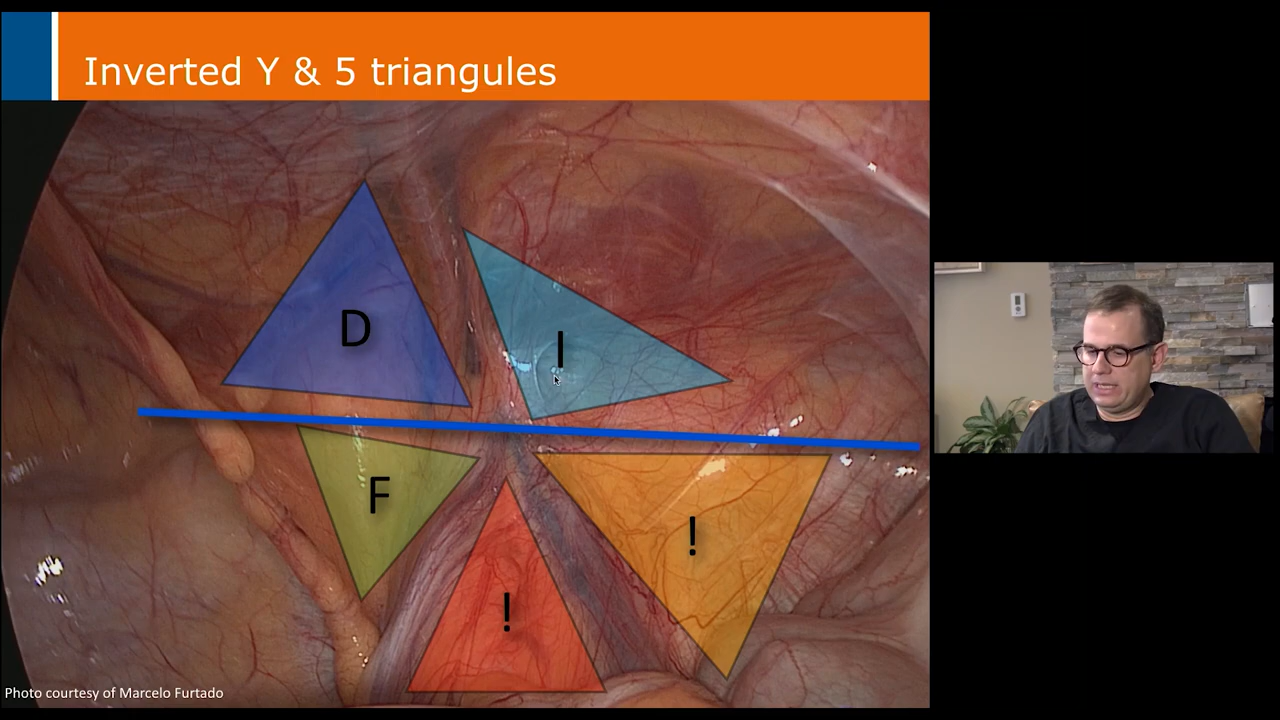 Inverted Y & 5 triangules
D
I
F
!
!
Photo courtesy of Marcelo Furtado